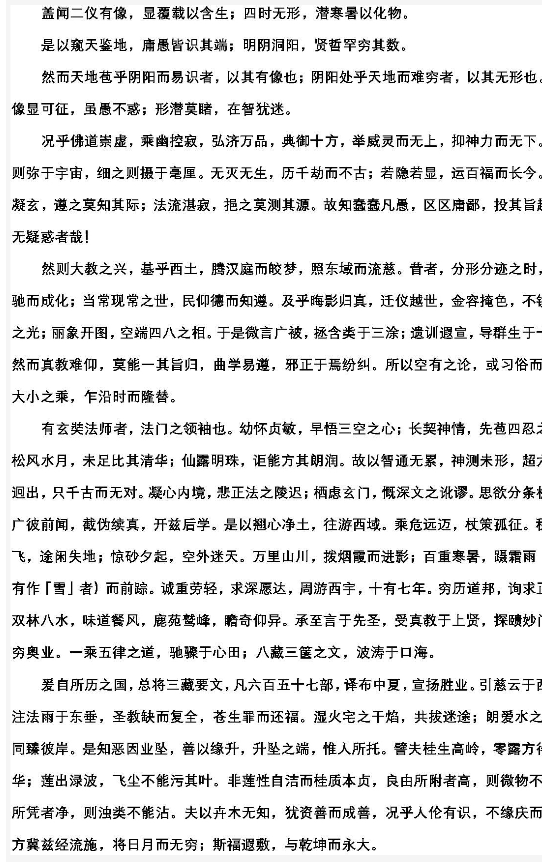 盖闻二仪有像，显覆载以含生；四时无形，潜寒暑以化物。
是以窥天鉴地，庸愚皆识其端；明阴洞阳，贤哲罕穷其数。
然而天地苞乎阴阳而易识者，以其有像也；阴阳处乎天地而难穷者，以其无形也。
像显可征，虽愚不惑；形潜莫睹，在智犹迷。
况乎佛道崇虚，乘幽控寂，弘济万品，典御十方，举威灵而无上，抑神力而无下。
则弥于宇宙，细之则摄于毫厘。无灭无生，历千劫而不古；若隐若显，运百福而长今。
凝玄，遵之莫知其际；法流湛寂，挹之莫测其源。故知蠢蠢凡愚，区区庸鄙，投其旨
无疑惑者哉！
然则大教之兴，基乎西土，腾汉庭而皎梦，照东域而流慈。昔者，分形分迹之时，
驰而成化；当常现常之世，民仰德而知遵。及乎晦影归真，迁仪越世，金容掩色，不
之光；丽象开图，空端四八之相。于是微言广被，拯含类于三涂；遗训遐宣，导群生于
然而真教难仰，莫能一其旨归，曲学易遵，邪正于焉纷纠。所以空有之论，或习俗而
大小之乘，乍沿时而隆替。
有玄奘法师者，法门之领袖也。幼怀贞敏，早悟三空之心；长契神情，先苞四忍
松风水月，未足比其清华；仙露明珠，讵能方其朗润。故以智通无累，神测未形，超
迥出，只千古而无对。凝心内境，悲正法之陵迟；栖虑玄门，慨深文之讹谬。思欲分条
广彼前闻，截伪续真，开兹后学。是以翘心净土，往游西域。乘危远迈，杖策孤征。
飞，途闲失地；惊砂夕起，空外迷天。万里山川，拨烟霞而进影；百重寒暑，蹑霜雨
有作「雪」者）而前踪。诚重劳轻，求深愿达，周游西宇，十有七年。穷历道邦，询求
双林八水，味道餐风，鹿苑鹫峰，瞻奇仰异。承至言于先圣，受真教于上贤，探赜妙
穷奥业。一乘五律之道，驰骤于心田；八藏三箧之文，波涛于口海。
爰自所历之国，总将三藏要文，凡六百五十七部，译布中夏，宣扬胜业。引慈云于
注法雨于东垂，圣教缺而复全，苍生罪而还福。湿火宅之干焰，共拔迷途；朗爱水之
同臻彼岸。是知恶因业坠，善以缘升，升坠之端，惟人所托。譬夫桂生高岭，零露方
华；莲出渌波，飞尘不能污其叶。非莲性自洁而桂质本贞，良由所附者高，则微物不
所凭者净，则浊类不能沾。夫以卉木无知，犹资善而成善，况乎人伦有识，不缘庆而
方冀兹经流施，将日月而无穷；斯福遐敷，与乾坤而永大。